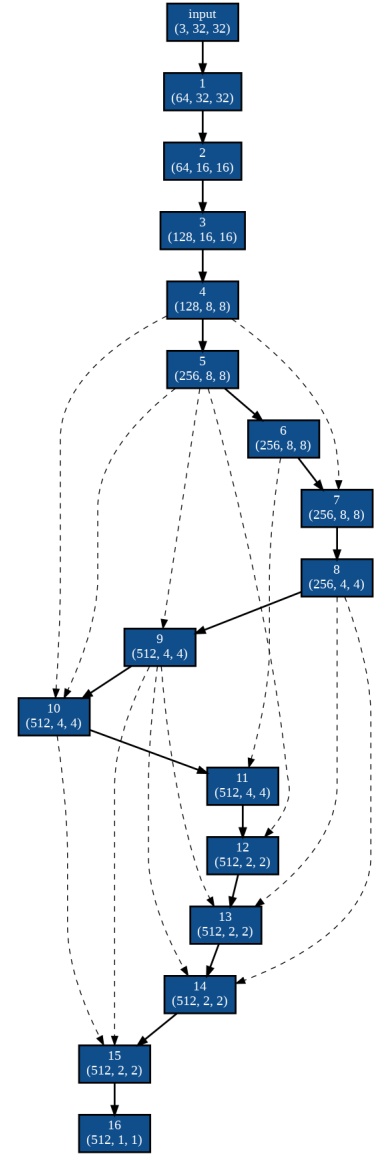 input
(3, 32, 32)
1
(64, 32, 32)
2
(64, 16, 16)
3
(128, 16, 16)
4
(128, 8, 8)
5
(256, 8, 8)
6
(256, 8, 8)
7
(256, 8, 8)
8
(256, 4, 4)
9
(512, 4, 4)
10
(512, 4, 4)
11
(512, 4, 4)
12
(512, 2, 2)
13
(512, 2, 2)
14
(512, 2, 2)
15
(512, 2, 2)
16
(512, 1, 1)